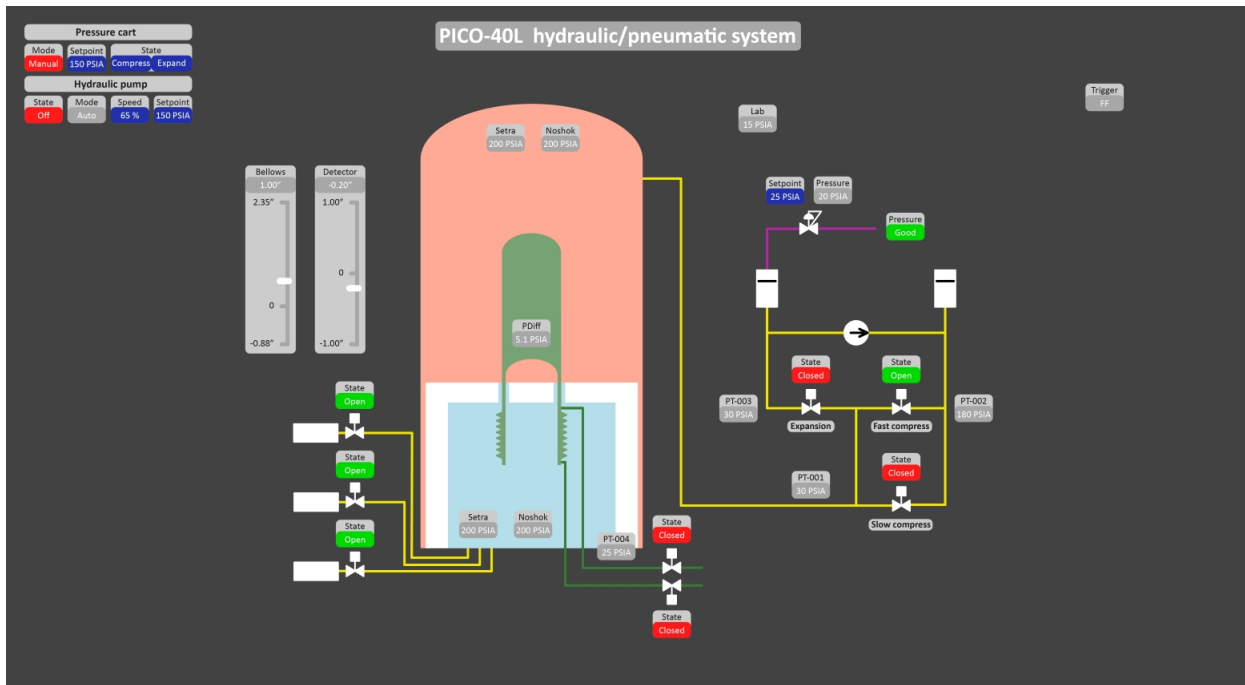 Pressure cart
PICO-40L hydraulic/pneumatic system
Mode Setpoint State
Manual 150 PSIA Compress Expand
Hydraulic pump
State Mode Speed Setpoint
Off Auto 65 % 150 PSIA
Trigger
FF
Lab
15 PSIA
Setra Noshok
200 PSIA 200 PSIA
Bellows
1.00"
2.35"
0
-0.88"
Detector
-0.20"
1.00"
0
-1.00"
Setpoint Pressure
25 PSIA 20 PSIA
Pressure
Good
PDiff
5.1 PSIA
State
Closed
State
Open
PT-003
30 PSIA
Expansion
Fast compress
PT-002
180 PSIA
State
Open
State
Open
State
Open
PT-001
30 PSIA
State
Closed
Slow compress
Setra Noshok
200 PSIA 200 PSIA
PT-004
25 PSIA
State
Closed
State
Closed